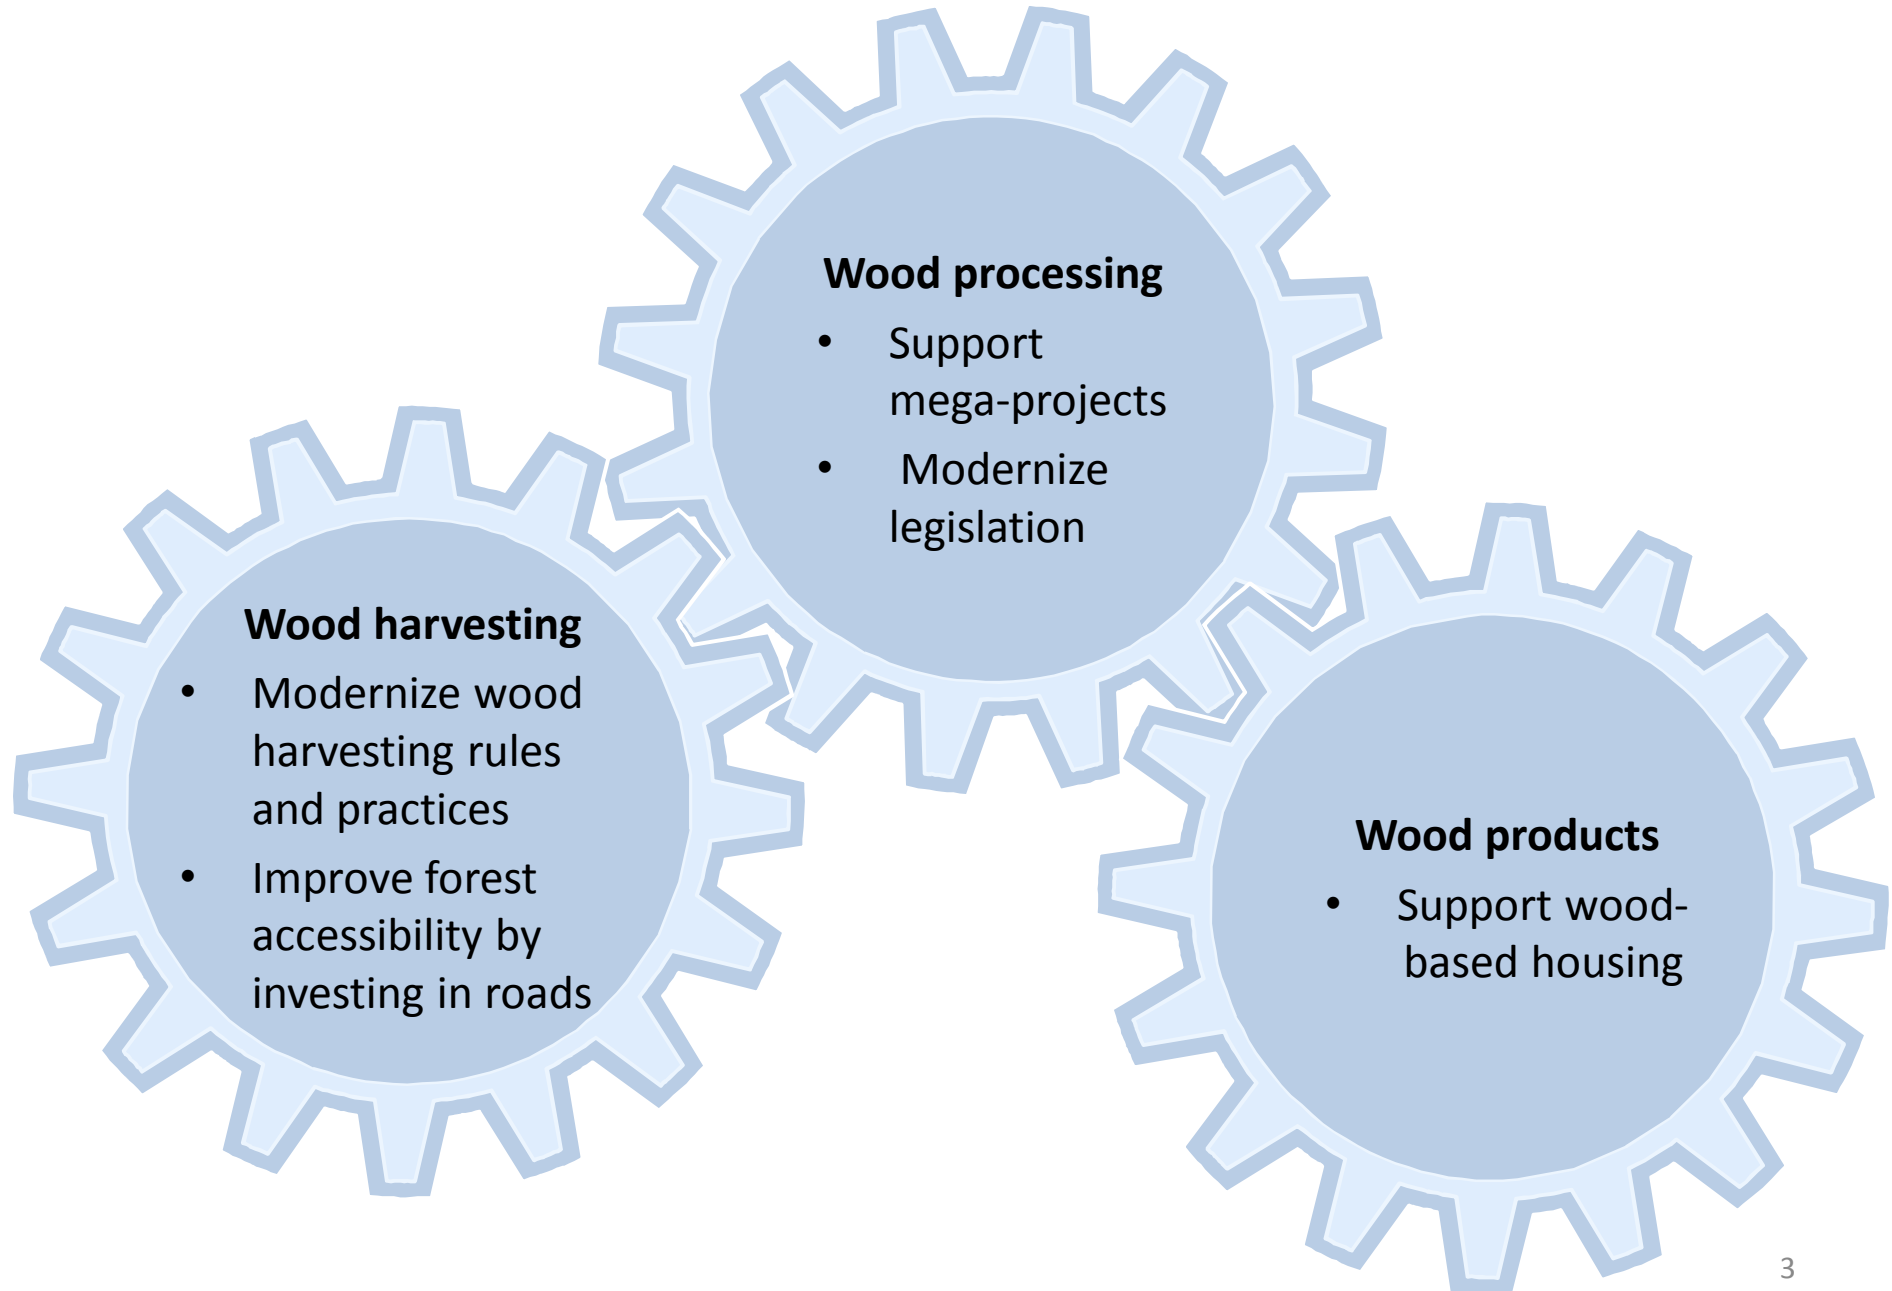 Wood processing
• Support
mega-projects
• Modernize
legislation
Wood harvesting
• Modernize wood
harvesting rules
and practices
• Improve forest
accessibility by
investing in roads
Wood products
• Support wood-
based housing
3